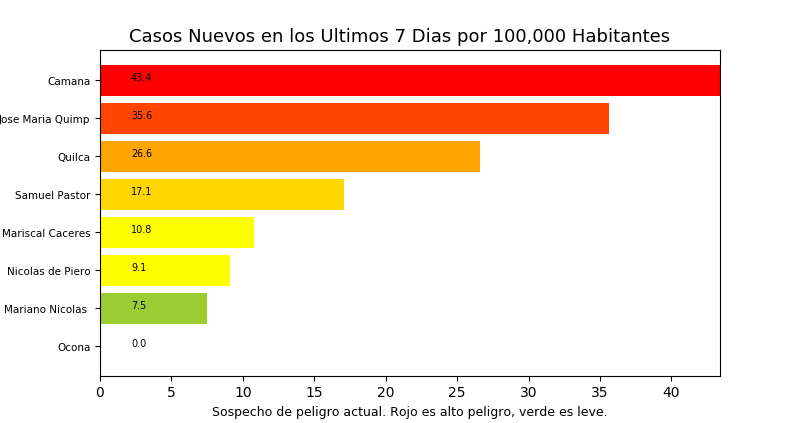 Casos Nuevos en los Ultimos 7 Dias por 100,000 Habitantes
Camana 43.4
Jose Maria Quimp 35.6
Quilca 26.6
Samuel Pastor 17.1
Mariscal Caceres 10.8
Nicolas de Piero 9.1
Mariano Nicolas 7.5
Ocona 0.0
0 5 10 15 20 25 30 35 40
Sospecho de peligro actual. Rojo es alto peligro, verde es leve.